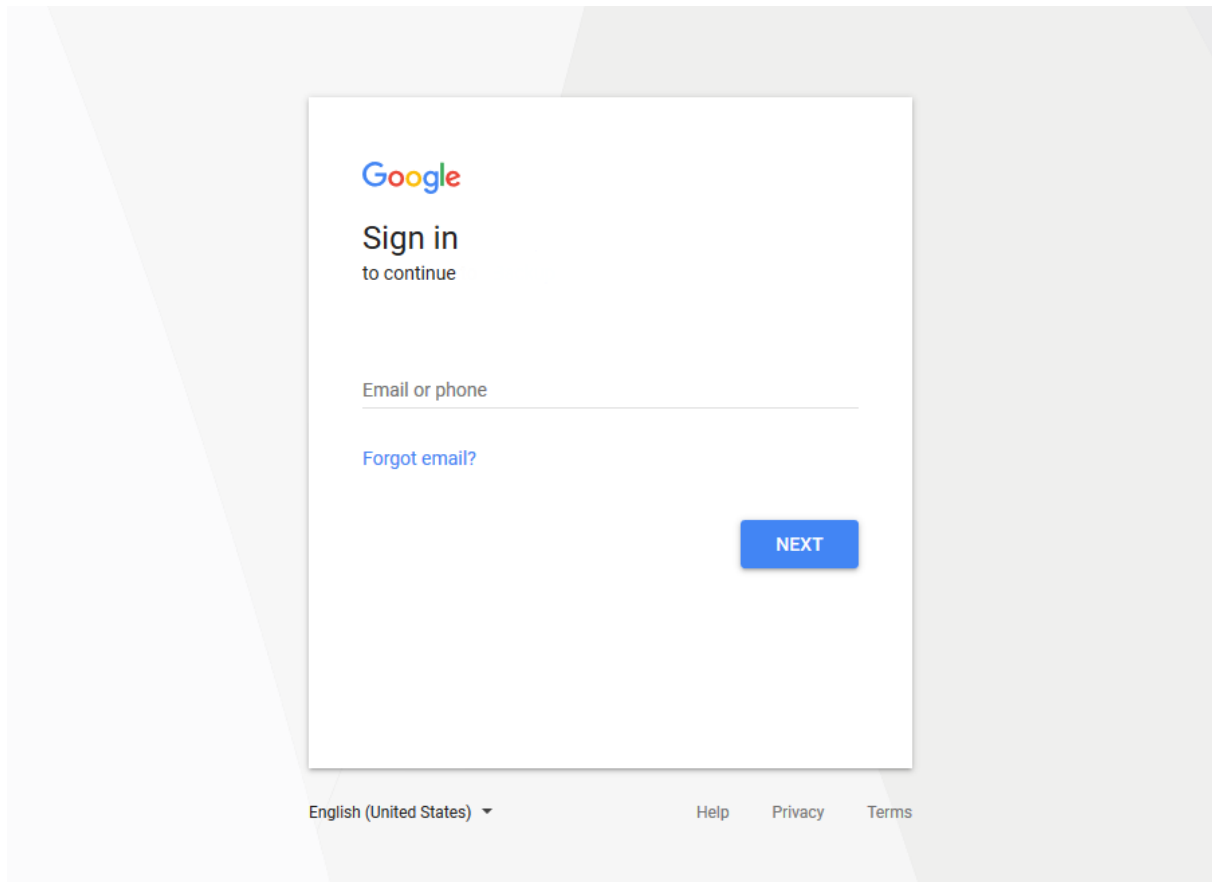 Google
Sign in
to continue
Email or phone
Forgot email?
NEXT
English (United States) Help Privacy Terms